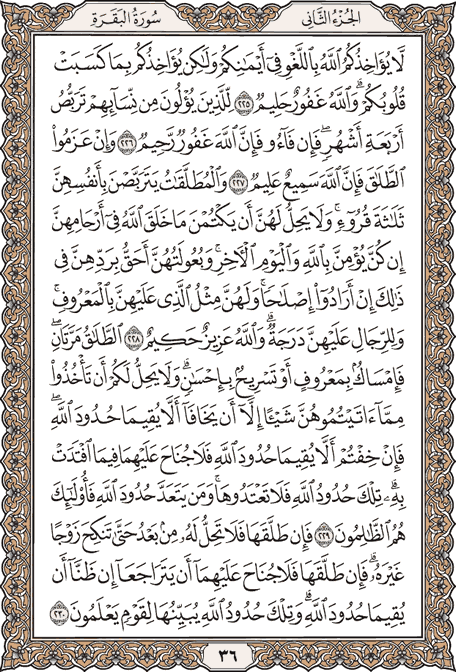 الجزء الثاني سورة البقرة
لَّا يُؤَاخِذُكُمُ ٱللَّهُ بِٱللَّغْوِ فِىٓ أَيْمَـٰنِكُمْ وَلَـٰكِن يُؤَاخِذُكُم بِمَا كَسَبَتْ
قُلُوبُكُمْ ۗ وَٱللَّهُ غَفُورٌ حَلِيمٌ ٢٢٥ لِّلَّذِينَ يُؤْلُونَ مِن نِّسَآئِهِمْ تَرَبُّصُ
أَرْبَعَةِ أَشْهُرٍ ۖ فَإِن فَآءُو فَإِنَّ ٱللَّهَ غَفُورٌ رَّحِيمٌ ٢٢٦ وَإِنْ عَزَمُوا۟
ٱلطَّلَـٰقَ فَإِنَّ ٱللَّهَ سَمِيعٌ عَلِيمٌ ٢٢٧ وَٱلْمُطَلَّقَـٰتُ يَتَرَبَّصْنَ بِأَنفُسِهِنَّ
ثَلَـٰثَةَ قُرُوٓءٍ ۚ وَلَا يَحِلُّ لَهُنَّ أَن يَكْتُمْنَ مَا خَلَقَ ٱللَّهُ فِىٓ أَرْحَامِهِنَّ
إِن كُنَّ يُؤْمِنَّ بِٱللَّهِ وَٱلْيَوْمِ ٱلْـَٔاخِرِ ۚ وَبُعُولَتُهُنَّ أَحَقُّ بِرَدِّهِنَّ فِى
ذَٰلِكَ إِنْ أَرَادُوٓا۟ إِصْلَـٰحًا ۚ وَلَهُنَّ مِثْلُ ٱلَّذِى عَلَيْهِنَّ بِٱلْمَعْرُوفِ ۚ
وَلِلرِّجَالِ عَلَيْهِنَّ دَرَجَةٌ ۗ وَٱللَّهُ عَزِيزٌ حَكِيمٌ ٢٢٨ ٱلطَّلَـٰقُ مَرَّتَانِ ۖ
فَإِمْسَاكٌۢ بِمَعْرُوفٍ أَوْ تَسْرِيحٌۢ بِإِحْسَـٰنٍ ۗ وَلَا يَحِلُّ لَكُمْ أَن تَأْخُذُوا۟
مِمَّآ ءَاتَيْتُمُوهُنَّ شَيْـًٔا إِلَّآ أَن يَخَافَآ أَلَّا يُقِيمَا حُدُودَ ٱللَّهِ ۖ
فَإِنْ خِفْتُمْ أَلَّا يُقِيمَا حُدُودَ ٱللَّهِ فَلَا جُنَاحَ عَلَيْهِمَا فِيمَا ٱفْتَدَتْ
بِهِۦ ۗ تِلْكَ حُدُودُ ٱللَّهِ فَلَا تَعْتَدُوهَا ۚ وَمَن يَتَعَدَّ حُدُودَ ٱللَّهِ فَأُو۟لَـٰٓئِكَ
هُمُ ٱلظَّـٰلِمُونَ ٢٢٩ فَإِن طَلَّقَهَا فَلَا تَحِلُّ لَهُۥ مِنۢ بَعْدُ حَتَّىٰ تَنكِحَ زَوْجًا
غَيْرَهُۥ ۗ فَإِن طَلَّقَهَا فَلَا جُنَاحَ عَلَيْهِمَآ أَن يَتَرَاجَعَآ إِن ظَنَّآ أَن
يُقِيمَا حُدُودَ ٱللَّهِ ۗ وَتِلْكَ حُدُودُ ٱللَّهِ يُبَيِّنُهَا لِقَوْمٍ يَعْلَمُونَ ٢٣٠
٣٦